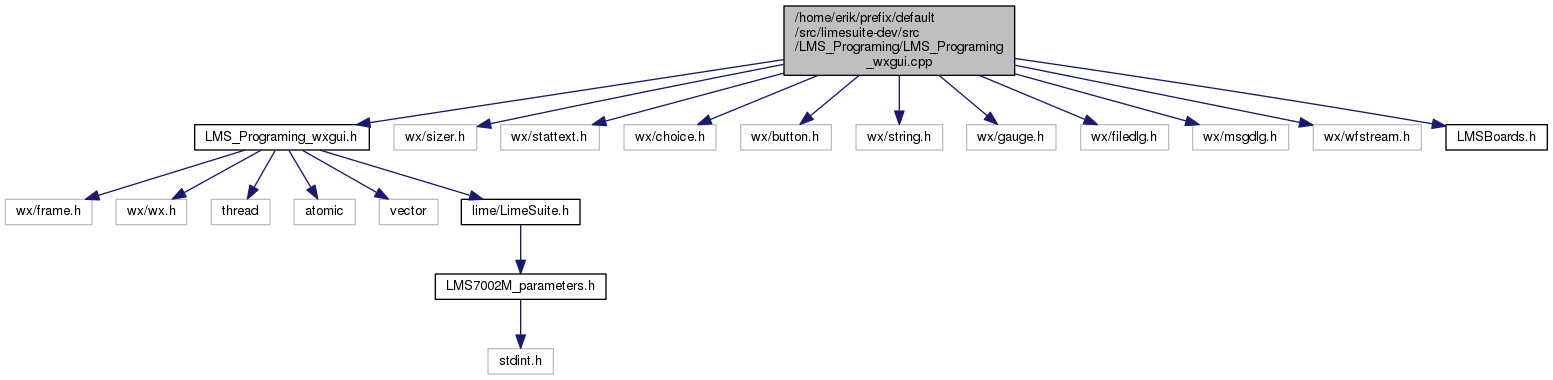 /home/erik/prefix/default
/src/limesuite-dev/src
/LMS_Programing/LMS_Programing
_wxgui.cpp
LMS_Programing_wxgui.h
wx/sizer.h
wx/stattext.h
wx/choice.h
wx/button.h
wx/string.h
wx/gauge.h
wx/filedlg.h
wx/msgdlg.h
wx/wfstream.h
LMSBoards.h
wx/frame.h
wx/wx.h
thread
atomic
vector
lime/LimeSuite.h
LMS7002M_parameters.h
stdint.h